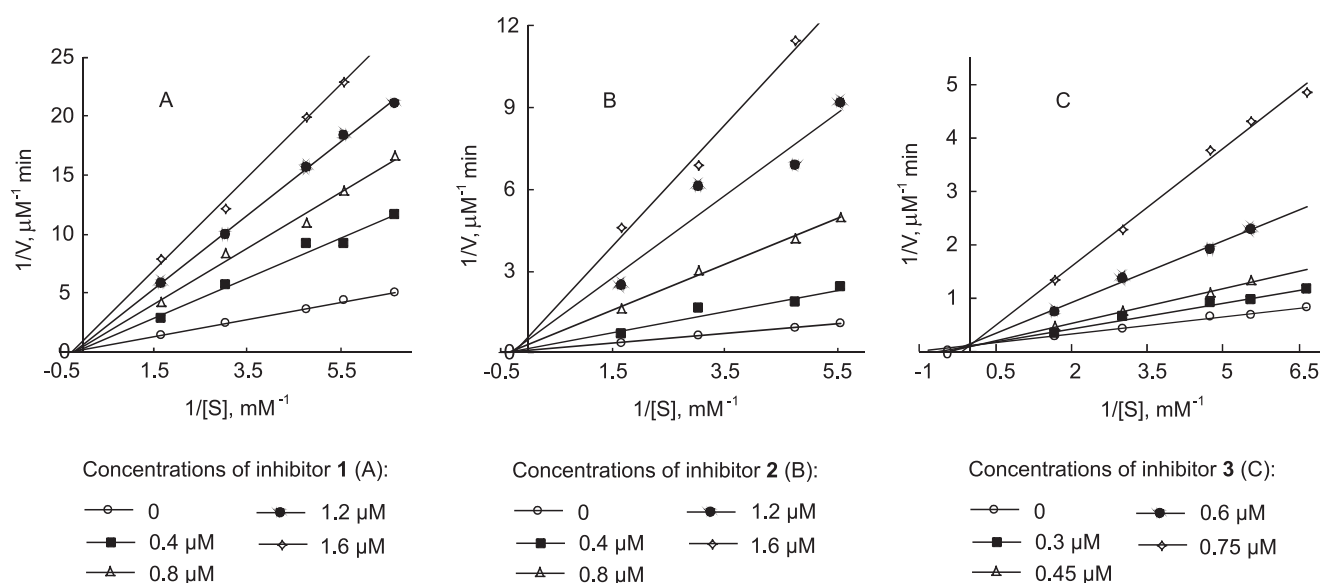 A
25
20
15
10
5
0
-0.5
1.5
3.5
5.5
1/V, µM⁻¹ min
1/[S], mM⁻¹
B
12
9
6
3
0
-0.5
1.5
3.5
5.5
1/V, µM⁻¹ min
1/[S], mM⁻¹
C
5
4
3
2
1
-1
0.5
2
3.5
5
6.5
1/V, µM⁻¹ min
1/[S], mM⁻¹
Concentrations of inhibitor 1 (A):
0
0.4 µM
0.8 µM
1.2 µM
1.6 µM
Concentrations of inhibitor 2 (B):
0
0.4 µM
0.8 µM
1.2 µM
1.6 µM
Concentrations of inhibitor 3 (C):
0
0.3 µM
0.45 µM
0.6 µM
0.75 µM